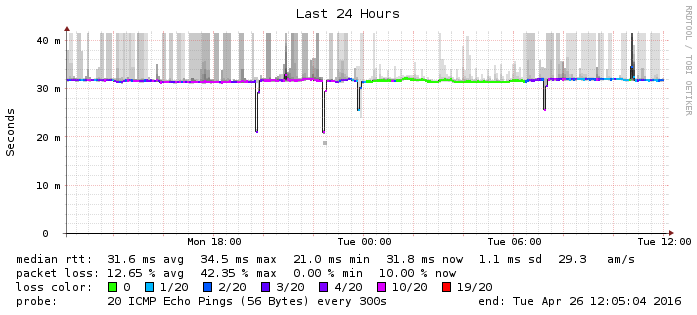 Last 24 Hours
RRDTOOL / TOBI OETIKER
Seconds
40 m
30 m
20 m
10 m
0
Mon 18:00 Tue 00:00 Tue 06:00 Tue 12:00
median rtt: 31.6 ms avg 34.5 ms max 21.0 ms min 31.8 ms now 1.1 ms sd 29.3 am/s
packet loss: 12.65 % avg 42.35 % max 0.00 % min 10.00 % now
loss color: 0 1/20 2/20 3/20 4/20 10/20 19/20
probe: 20 ICMP Echo Pings (56 Bytes) every 300s end: Tue Apr 26 12:05:04 2016